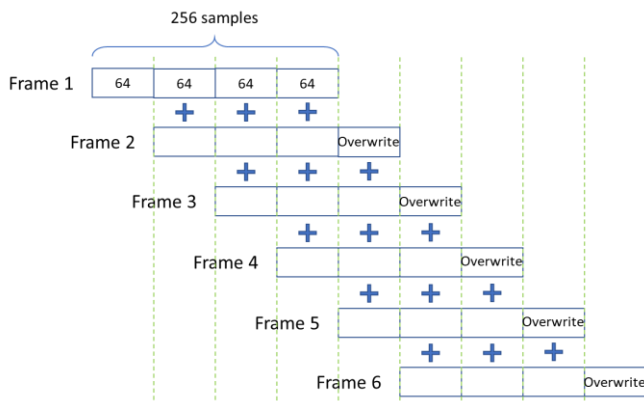 256 samples
Frame 1 64 64 64 64
+ + +
Frame 2 Overwrite
+ + +
Frame 3 Overwrite
+ + +
Frame 4 Overwrite
+ + +
Frame 5 Overwrite
+ + +
Frame 6 Overwrite